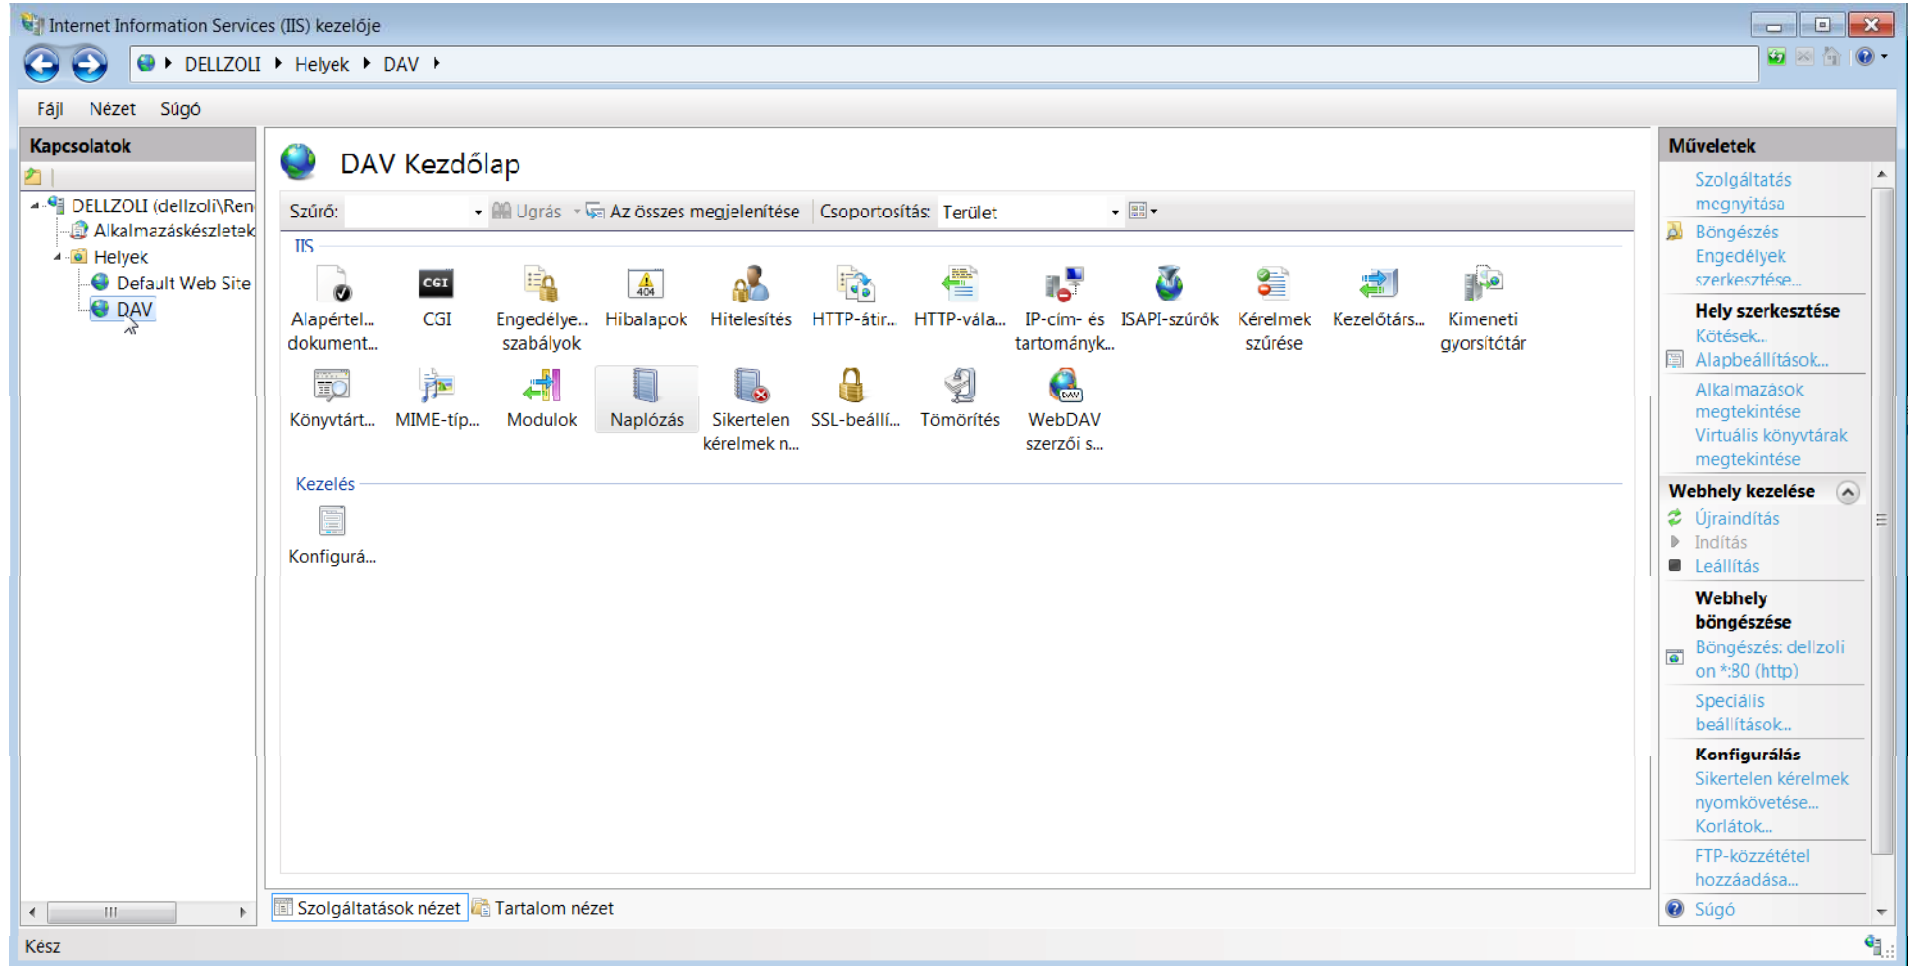 Internet Information Services (IIS) kezelője
DELLZOLI Helyek DAV
Fájl Nézet Súgó
Kapcsolatok
DELLZOLI (dellzoli\Ren
Alkalmazáskészletek
Helyek
Default Web Site
DAV
DAV Kezdőlap
Szűrő: Ugrás Az összes megjelenítése Csoportosítás: Terület
IIS
Alapértel... dokument...
CGI
Engedélye... szabályok
404
Hibalapok
Hitelesítés
HTTP-átir...
HTTP-vála...
IP-cím- és tartományk...
ISAPI-szűrők
Kérelmek szűrése
Kezelőtárs...
Kimeneti gyorsítótár
Könyvtárt...
MIME-típ...
Modulok
Naplózás
Sikertelen kérelmek n...
SSL-beállí...
Tömörítés
WebDAV szerzői s...
Kezelés
Konfigurá...
Szolgáltatások nézet Tartalom nézet
Műveletek
Szolgáltatás
megnyitása
Böngészés
Engedélyek
szerkesztése...
Hely szerkesztése
Kötések...
Alapbeállítások...
Alkalmazások
megtekintése
Virtuális könyvtárak
megtekintése
Webhely kezelése
Újraindítás
Indítás
Leállítás
Webhely
böngészése
Böngészés: dellzoli
on *:80 (http)
Speciális
beállítások...
Konfigurálás
Sikertelen kérelmek
nyomkövetése...
Korlátok...
FTP-közzététel
hozzáadása...
Súgó
Kész